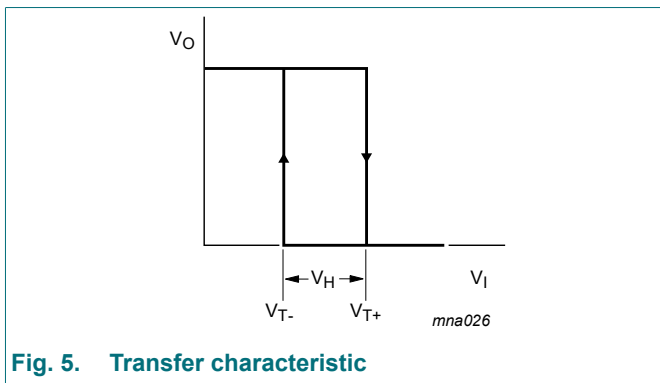 VO
VH
VI
VT-
VT+
mna026
Fig. 5. Transfer characteristic